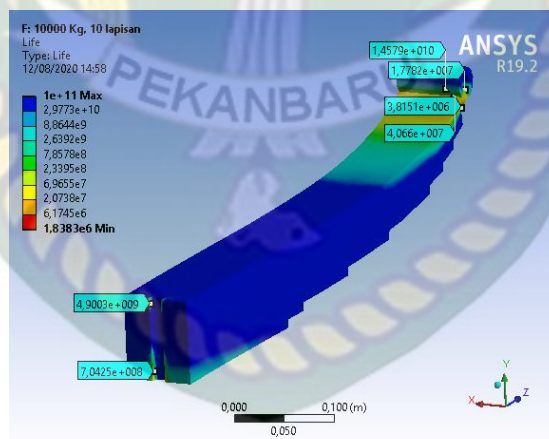 F: 10000 Kg, 10 lapisan
Life
Type: Life
12/08/2020 14:58
1e+11 Max
2,9773e+10
8,8644e9
2,6392e9
7,8578e8
2,3395e8
6,9655e7
2,0738e7
6,1745e6
1,8383e6 Min
PEKANBARU
ANSYS
R19.2
1,4579e+010
1,7782e+007
3,8151e+006
4,066e+007
4,9003e+009
7,0425e+008
0,000
0,100 (m)
0,050
Y
X
Z